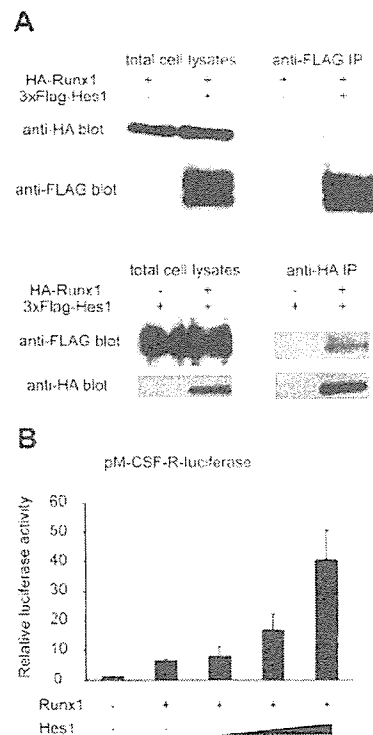 A
total cell lysates anti-FLAG IP
HA-Runx1 + + + +
3xFlag-Hes1 - + - +
anti-HA blot
anti-FLAG blot
total cell lysates anti-HA IP
HA-Runx1 - + - +
3xFlag-Hes1 + + + +
anti-FLAG blot
anti-HA blot
B
pM-CSF-R-luciferase
Relative luciferase activity
60
50
40
30
20
10
0
Runx1 - + + + +
Hes1 - -